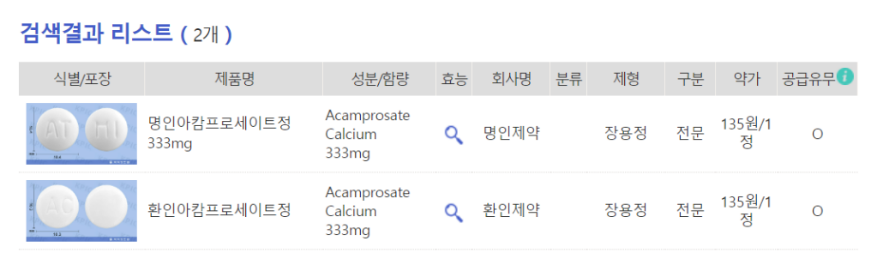 검색결과 리스트 ( 2개 )
식별/포장 제품명 성분/함량 효능 회사명 분류 제형 구분 약가 공급유무 i
AT HI 명인아캄프로세이트정 333mg Acamprosate Calcium 333mg 명인제약 장용정 전문 135원/1정 O
AC 환인아캄프로세이트정 Acamprosate Calcium 333mg 환인제약 장용정 전문 135원/1정 O